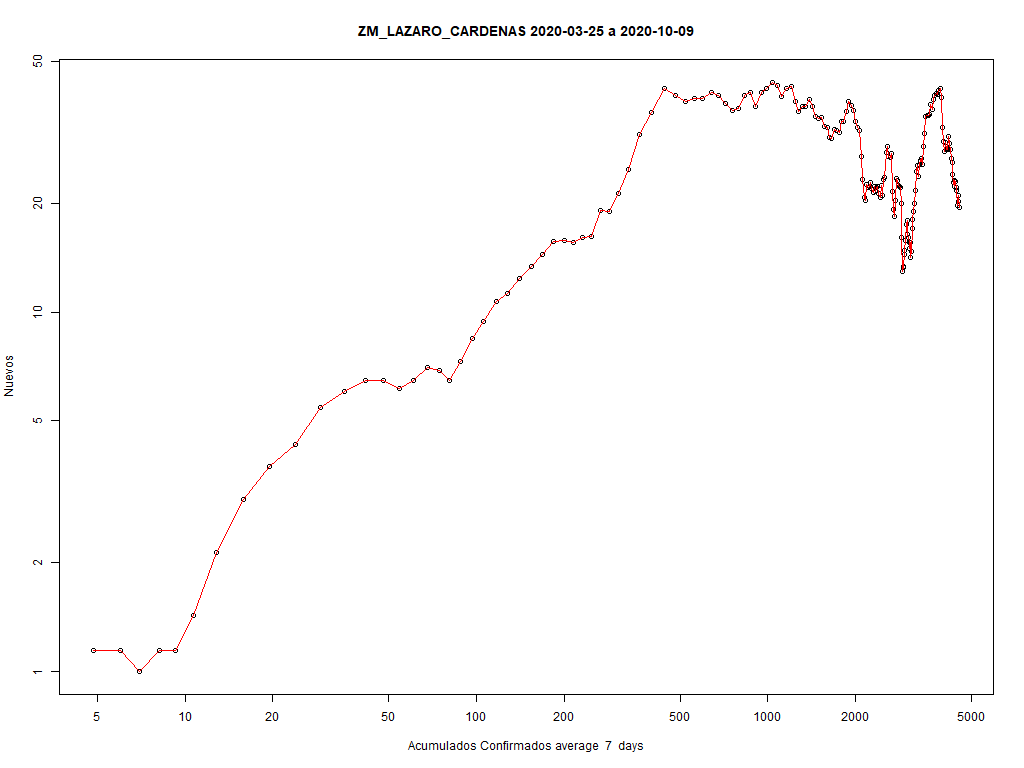 ZM_LAZARO_CARDENAS 2020-03-25 a 2020-10-09
50
20
10
5
2
1
Nuevos
5 10 20 50 100 200 500 1000 2000 5000
Acumulados Confirmados average 7 days